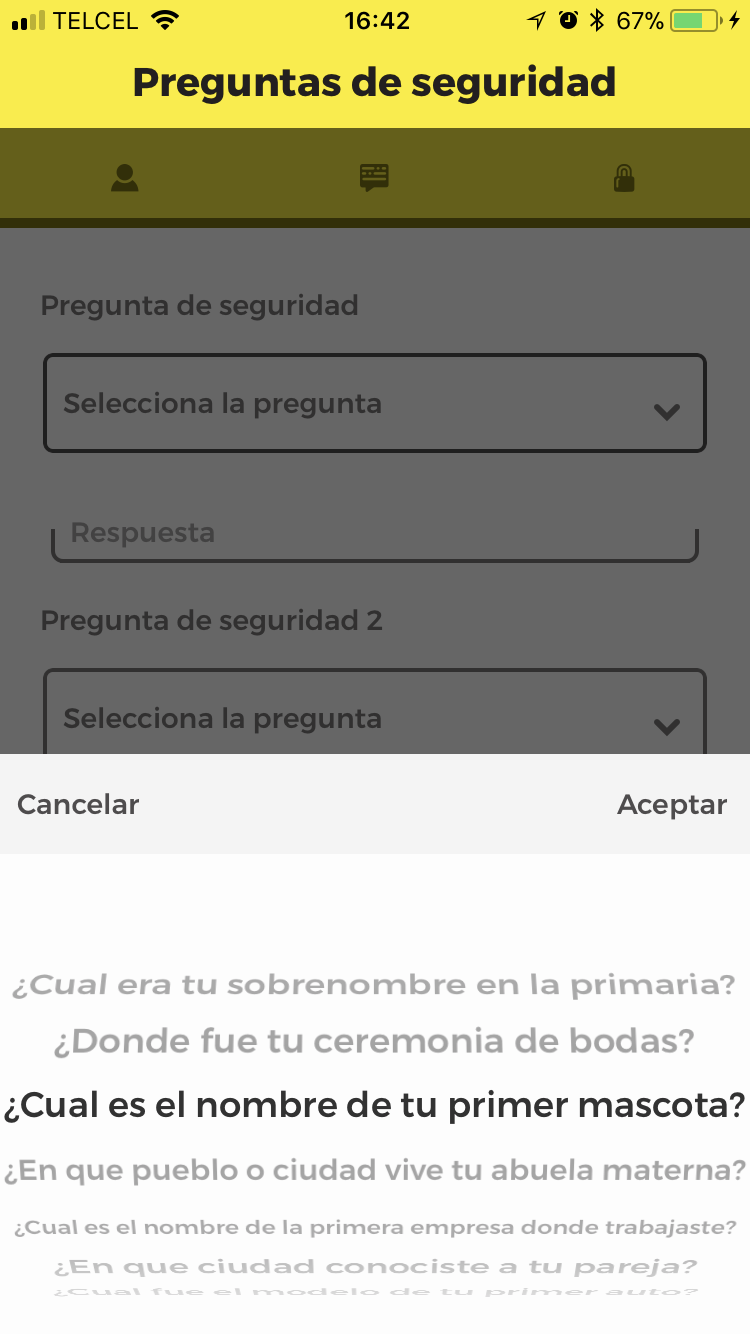 TELCEL 16:42 67%
Preguntas de seguridad
Pregunta de seguridad
Selecciona la pregunta
Respuesta
Pregunta de seguridad 2
Selecciona la pregunta
Cancelar Aceptar
¿Cual era tu sobrenombre en la primaria?
¿Donde fue tu ceremonia de bodas?
¿Cual es el nombre de tu primer mascota?
¿En que pueblo o ciudad vive tu abuela materna?
¿Cual es el nombre de la primera empresa donde trabajaste?
¿En que ciudad conociste a tu pareja?
¿Cual fue el modelo de tu primer auto?